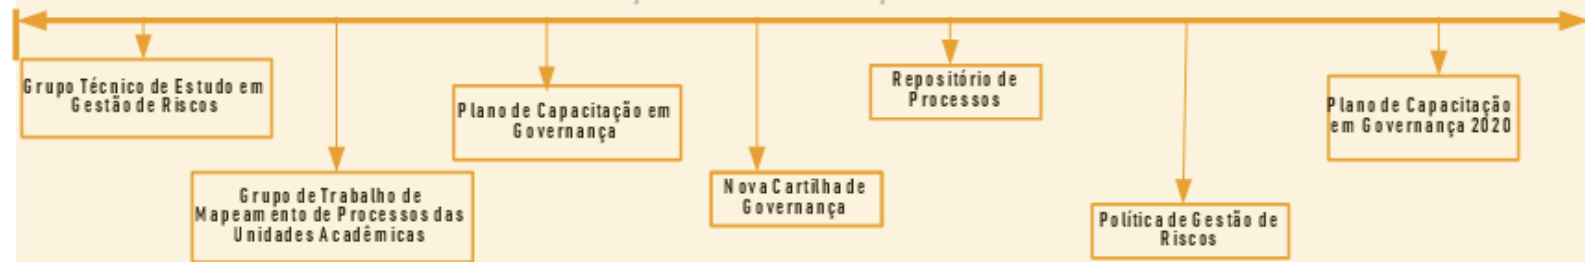 Grupo Técnico de Estudo em
Gestão de Riscos
Grupo de Trabalho de
Mapeamento de Processos das
Unidades Acadêmicas
Plano de Capacitação em
Governança
Nova Cartilha de
Governança
Repositório de
Processos
Política de Gestão de
Riscos
Plano de Capacitação
em Governança 2020